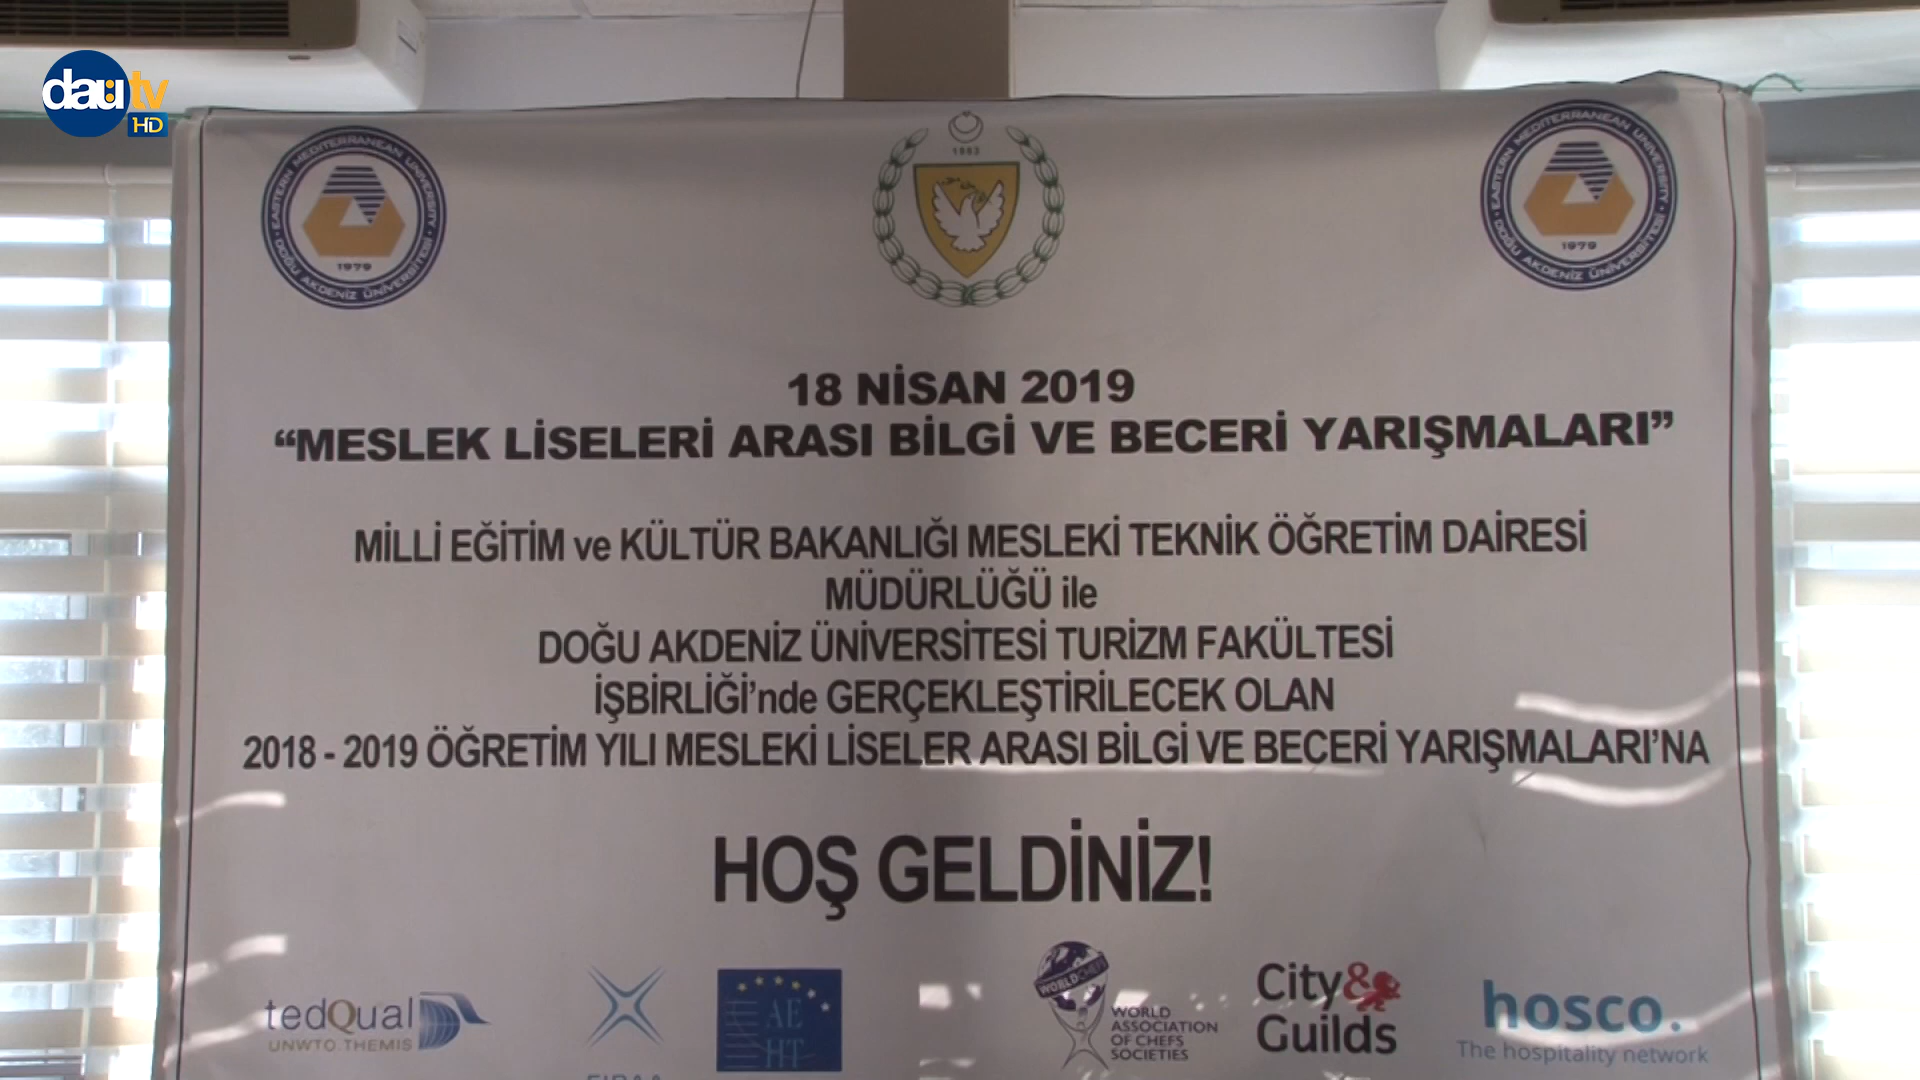 daü tv
HD
EASTERN MEDITERRANEAN UNIVERSITY
1979
DOĞU AKDENİZ ÜNİVERSİTESİ
1983
EASTERN MEDITERRANEAN UNIVERSITY
1979
DOĞU AKDENİZ ÜNİVERSİTESİ
18 NİSAN 2019
“MESLEK LİSELERİ ARASI BİLGİ VE BECERİ YARIŞMALARI”
MİLLİ EĞİTİM ve KÜLTÜR BAKANLIĞI MESLEKİ TEKNİK ÖĞRETİM DAİRESİ
MÜDÜRLÜĞÜ ile
DOĞU AKDENİZ ÜNİVERSİTESİ TURİZM FAKÜLTESİ
İŞBİRLİĞİ’nde GERÇEKLEŞTİRİLECEK OLAN
2018 - 2019 ÖĞRETİM YILI MESLEKİ LİSELER ARASI BİLGİ VE BECERİ YARIŞMALARI’NA
HOŞ GELDİNİZ!
tedQual
UNWTO.THEMIS
AE
HT
WORLDCHEFS
WORLD
ASSOCIATION
OF CHEFS
SOCIETIES
City&
Guilds
hosco.
The hospitality network